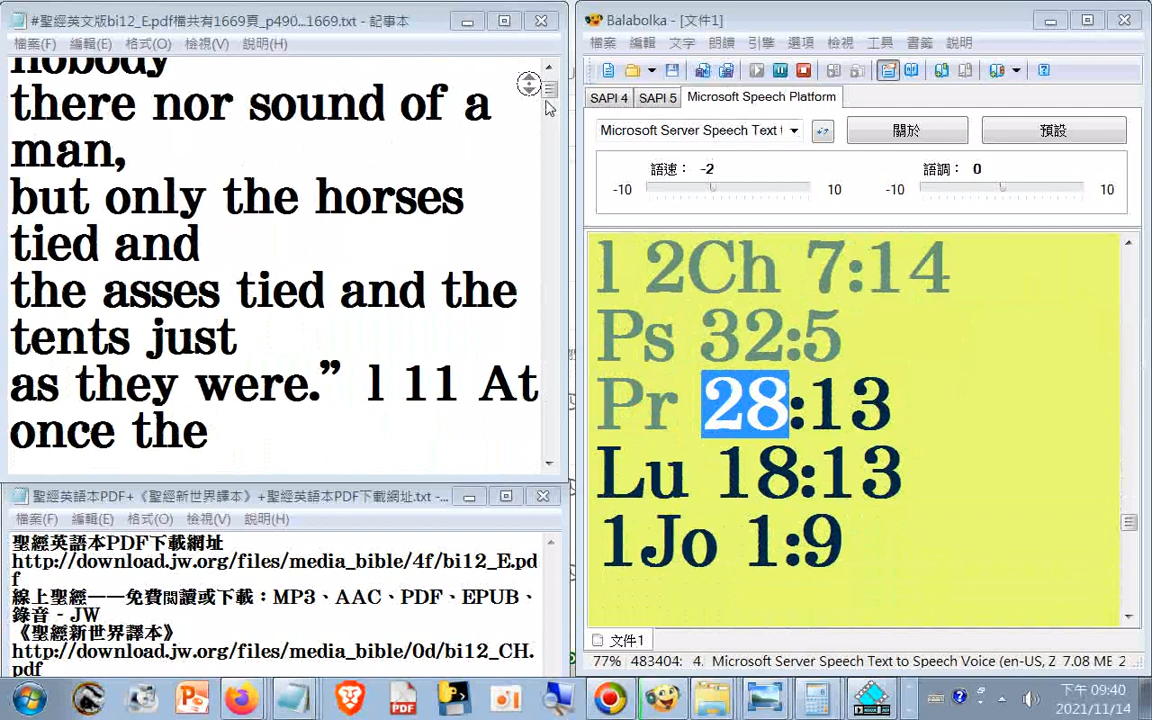 #聖經英文版bi12_E.pdf檔共有1669頁_p490...1669.txt - 記事本
檔案(F) 編輯(E) 格式(O) 檢視(V) 說明(H)
nobody
there nor sound of a
man,
but only the horses
tied and
the asses tied and the
tents just
as they were.” l 11 At
once the
聖經英語本PDF+《聖經新世界譯本》+聖經英語本PDF下載網址.txt -...
檔案(F) 編輯(E) 格式(O) 檢視(V) 說明(H)
聖經英語本PDF下載網址
http://download.jw.org/files/media_bible/4f/bi12_E.pd
f
線上聖經——免費閱讀或下載：MP3、AAC、PDF、EPUB、
錄音 - JW
《聖經新世界譯本》
http://download.jw.org/files/media_bible/0d/bi12_CH.
pdf
Balabolka - [文件1]
檔案 編輯 文字 朗讀 引擎 選項 檢視 工具 書籤 說明
SAPI 4 SAPI 5 Microsoft Speech Platform
Microsoft Server Speech Text 關於 預設
語速： -2 語調： 0
-10 10 -10 10
l 2Ch 7:14
Ps 32:5
Pr 28:13
Lu 18:13
1Jo 1:9
文件1
77% 483404: 4. Microsoft Server Speech Text to Speech Voice (en-US, Z 7.08 MB 2
PDF
下午 09:40
2021/11/14